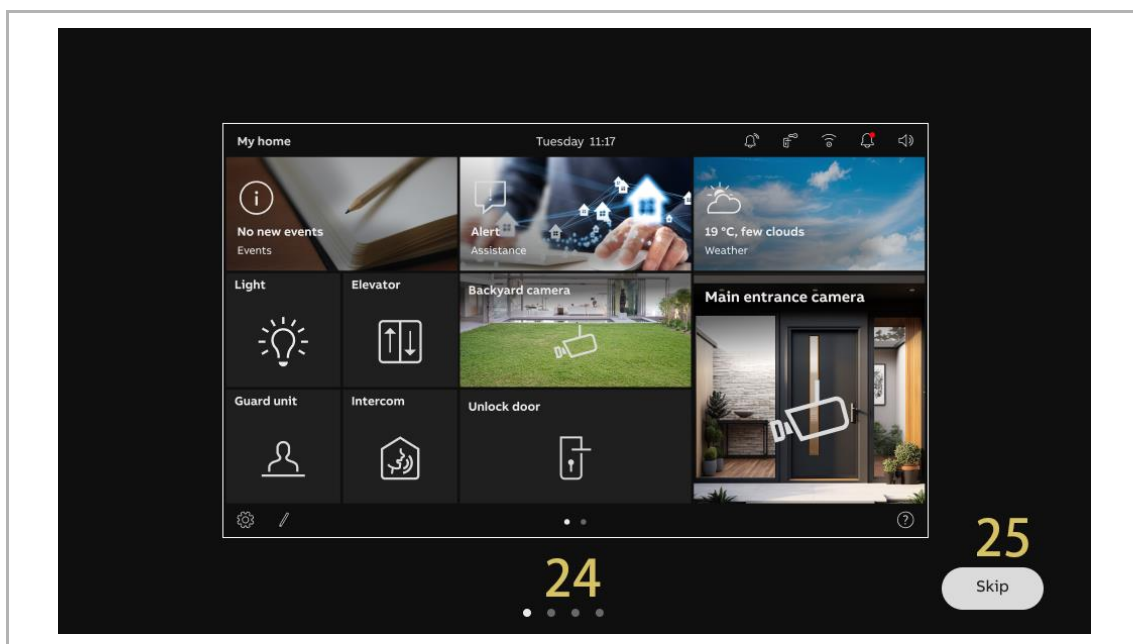 My home
Tuesday 11:17
No new events
Events
Alert
Assistance
19 °C, few clouds
Weather
Light
Elevator
Backyard camera
Main entrance camera
Guard unit
Intercom
Unlock door
24
25
Skip